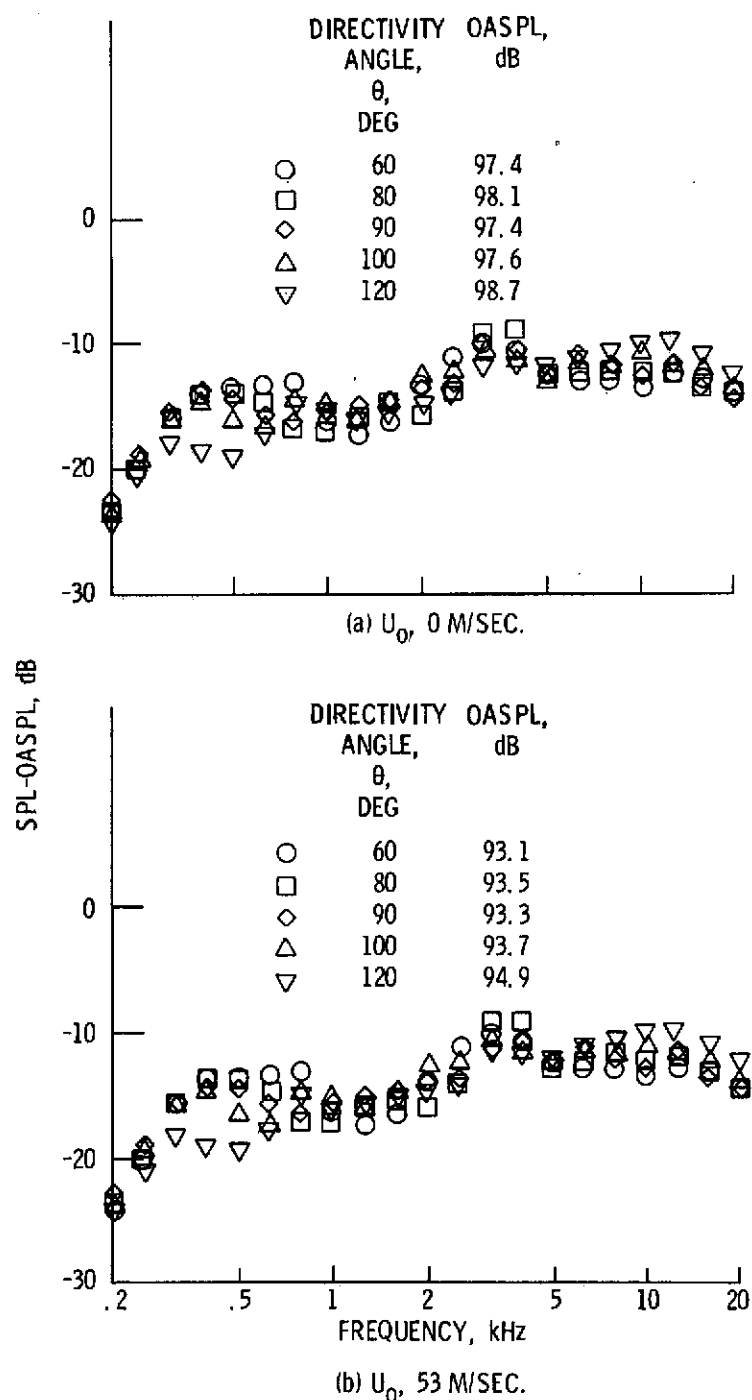 DIRECTIVITY OASPL,
ANGLE, dB
θ,
DEG
60 97.4
80 98.1
90 97.4
100 97.6
120 98.7
0
-10
-20
-30
(a) U₀, 0 M/SEC.
SPL-OASPL, dB
DIRECTIVITY OASPL,
ANGLE, dB
θ,
DEG
60 93.1
80 93.5
90 93.3
100 93.7
120 94.9
0
-10
-20
-30
.2 .5 1 2 5 10 20
FREQUENCY, kHz
(b) U₀, 53 M/SEC.